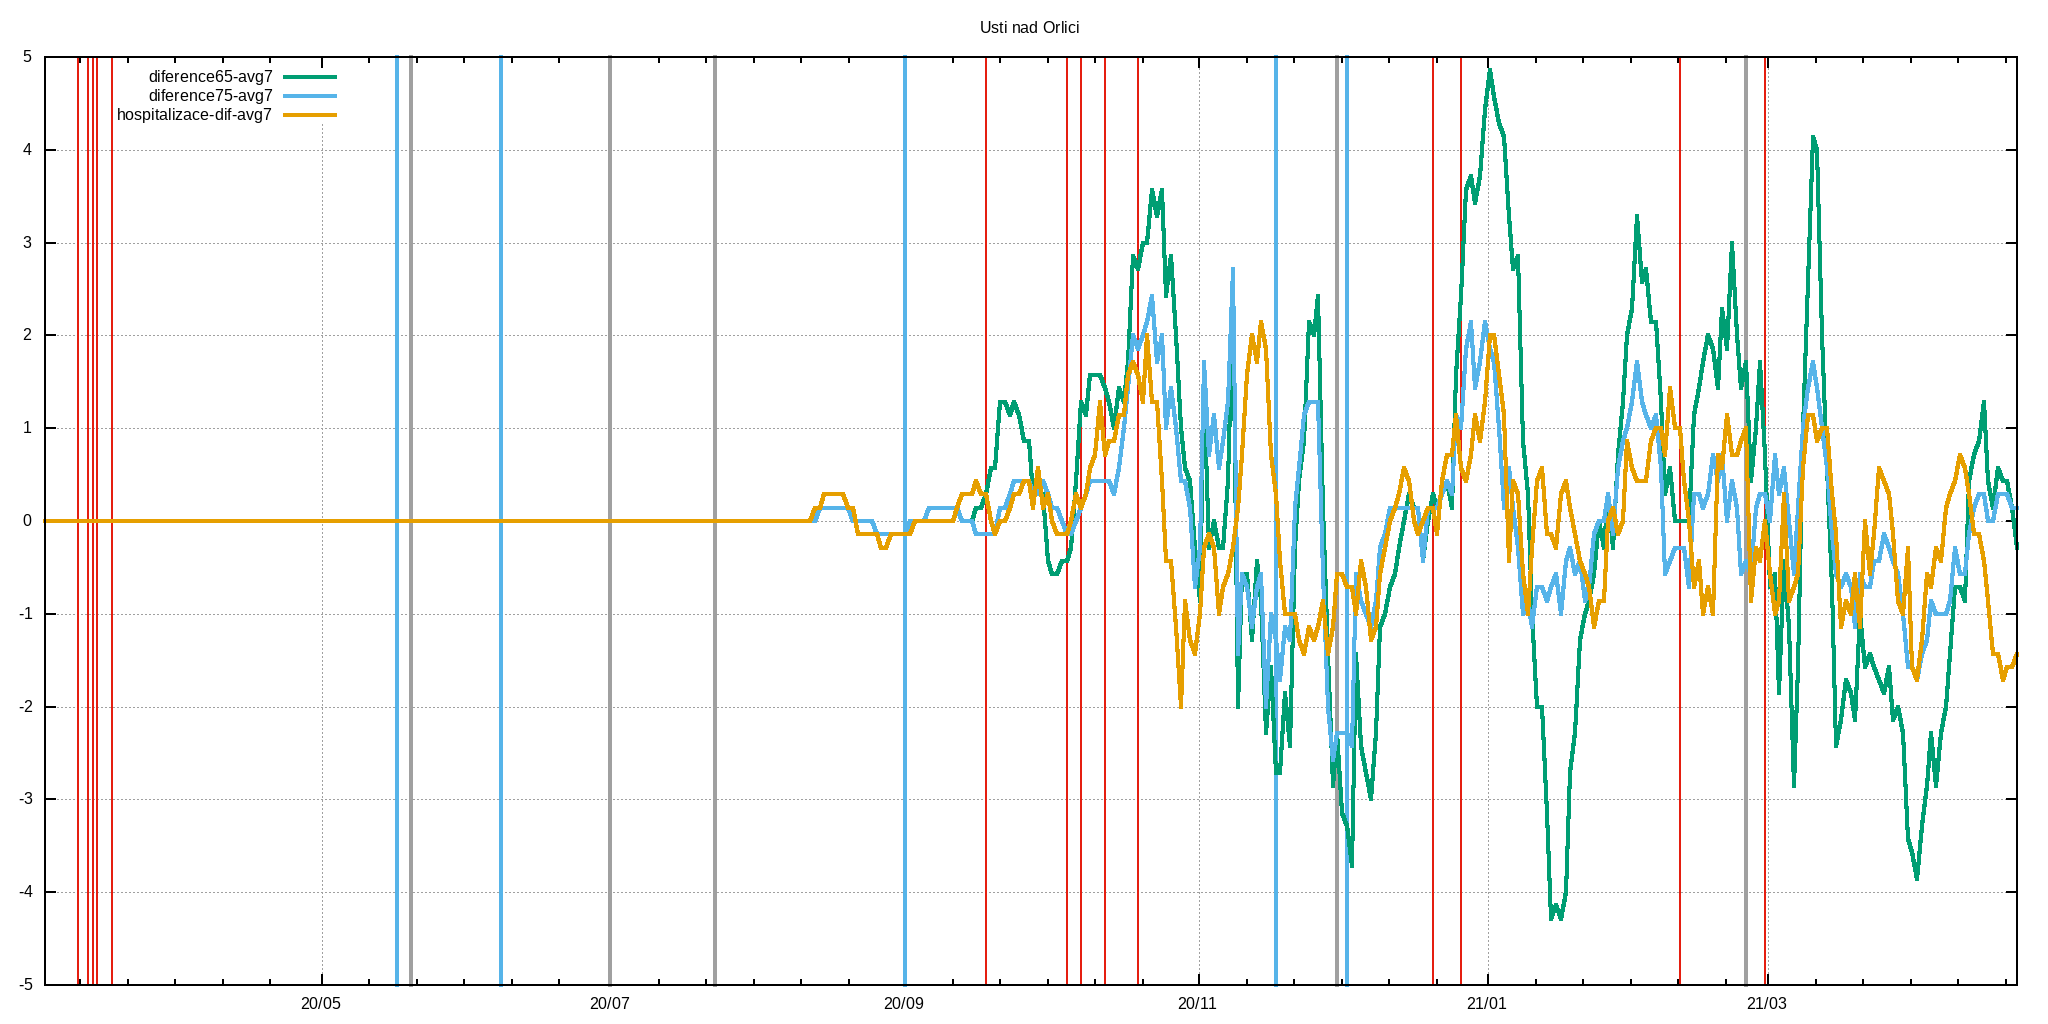 Usti nad Orlici
diference65-avg7
diference75-avg7
hospitalizace-dif-avg7
5
4
3
2
1
0
-1
-2
-3
-4
-5
20/05 20/07 20/09 20/11 21/01 21/03